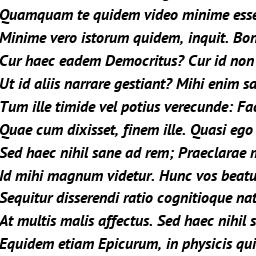 Quamquam te quidem video minime esse
Minime vero istorum quidem, inquit. Bon
Cur haec eadem Democritus? Cur id non
Ut id aliis narrare gestiant? Mihi enim sa
Tum ille timide vel potius verecunde: Fac
Quae cum dixisset, finem ille. Quasi ego
Sed haec nihil sane ad rem; Praeclarae
Id mihi magnum videtur. Hunc vos beatu
Sequitur disserendi ratio cognitioque nat
At multis malis affectus. Sed haec nihil s
Equidem etiam Epicurum, in physicis qui